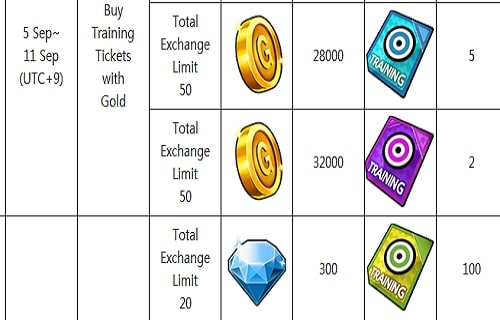 5 Sep~
11 Sep
(UTC+9)
Buy
Training
Tickets
with
Gold
Total
Exchange
Limit
50
G
28000
TRAINING
5
Total
Exchange
Limit
50
G
32000
TRAINING
2
Total
Exchange
Limit
20
300
TRAINING
100